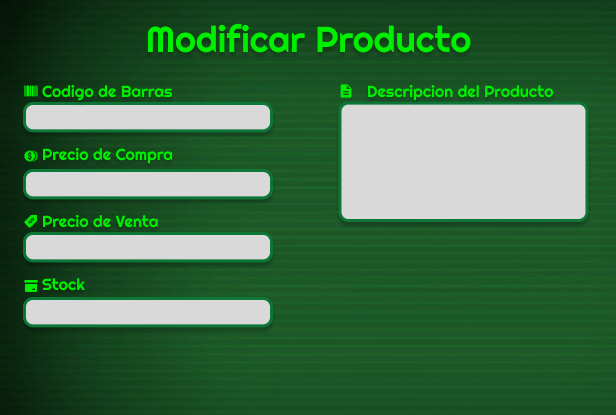 Modificar Producto
Codigo de Barras
Precio de Compra
Precio de Venta
Stock
Descripcion del Producto